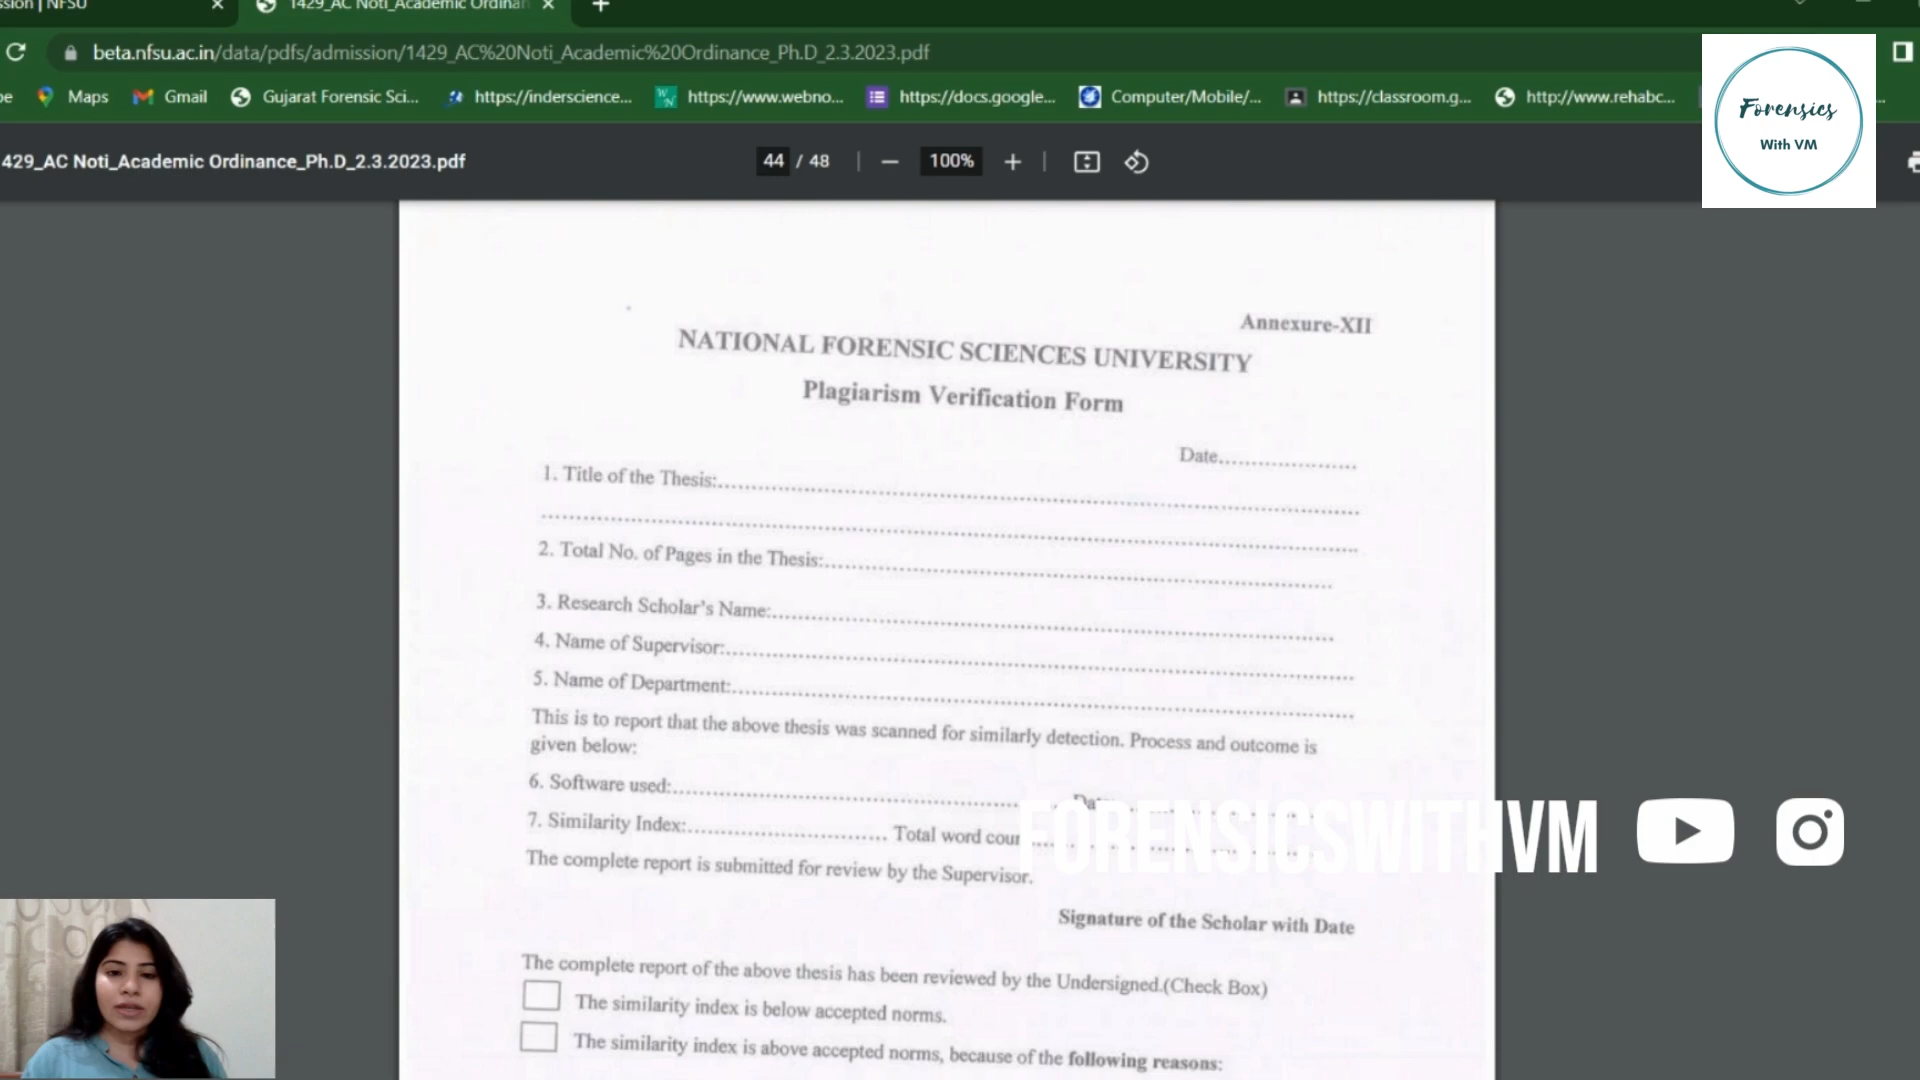 ssion | NFSU
1429_AC Noti_Academic Ordinan
beta.nfsu.ac.in/data/pdfs/admission/1429_AC%20Noti_Academic%20Ordinance_Ph.D_2.3.2023.pdf
be Maps Gmail Gujarat Forensic Sci... https://inderscience... https://www.webno... https://docs.google... Computer/Mobile/... https://classroom.g... http://www.rehabc...
Forensics
With VM
429_AC Noti_Academic Ordinance_Ph.D_2.3.2023.pdf 44 / 48 100%
Annexure-XII
NATIONAL FORENSIC SCIENCES UNIVERSITY
Plagiarism Verification Form
Date......................
1. Title of the Thesis:......................
2. Total No. of Pages in the Thesis:......................
3. Research Scholar's Name:......................
4. Name of Supervisor:......................
5. Name of Department:......................
This is to report that the above thesis was scanned for similarly detection. Process and outcome is
given below:
6. Software used:......................
7. Similarity Index:...................... Total word coun
FORENSICSWITHVM
The complete report is submitted for review by the Supervisor.
Signature of the Scholar with Date
The complete report of the above thesis has been reviewed by the Undersigned.(Check Box)
The similarity index is below accepted norms.
The similarity index is above accepted norms, because of the following reasons: